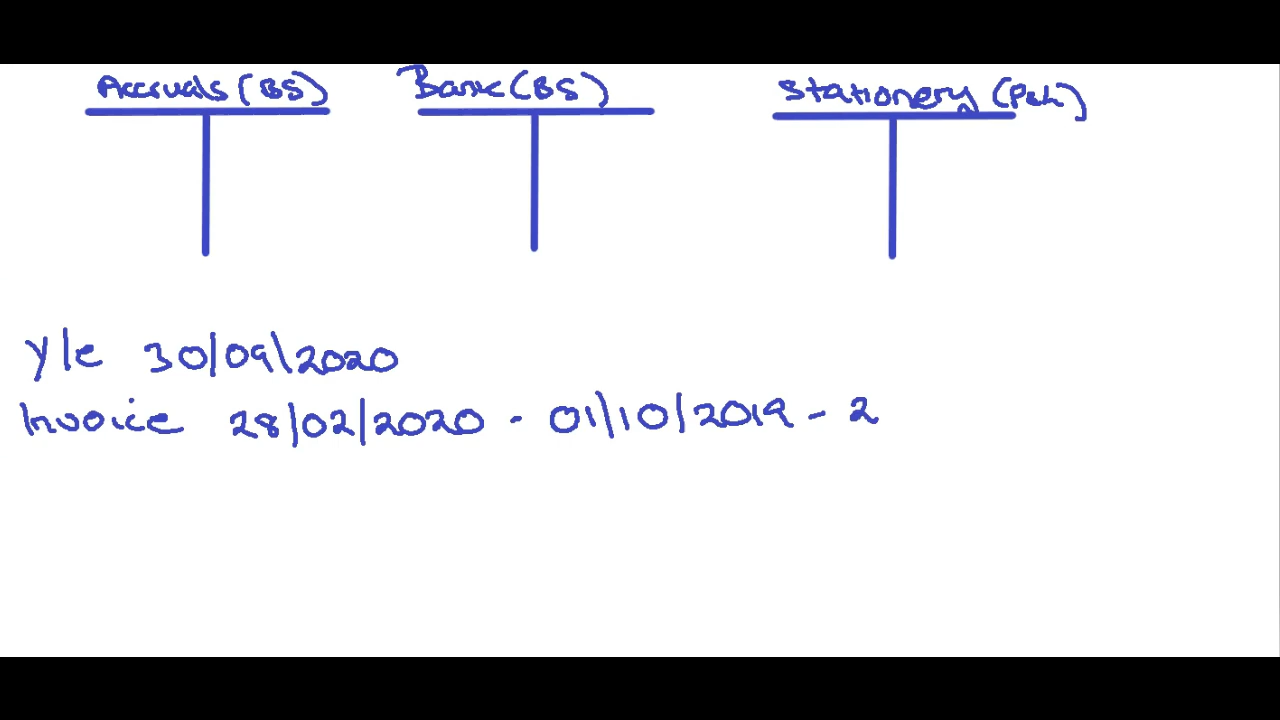 Accruals (BS) Bank (BS) Stationery (P&L)
Y/e 30/09/2020
Invoice 28/02/2020 - 01/10/2019 - 2